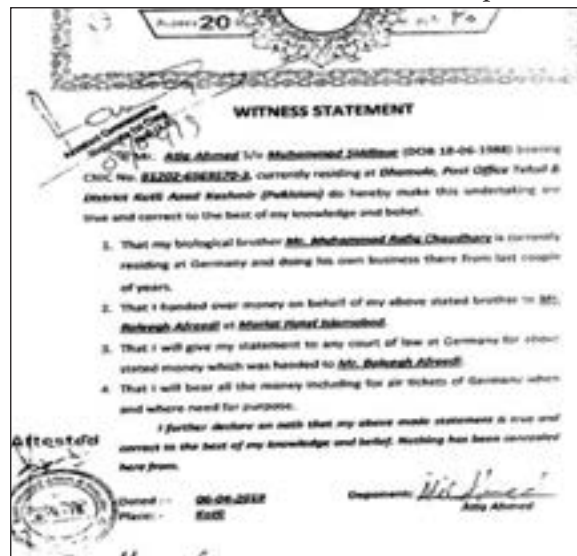 RUPEES 20
WITNESS STATEMENT
Mr. Atiq Ahmed S/o Muhammad Siddique (DOB 18-06-1988) bearing
CNIC No. currently residing at Dhamole, Post Office Tehsil &
District Kotli Azad Kashmir (Pakistan) do hereby make this undertaking are
true and correct to the best of my knowledge and belief.
1. That my biological brother Mr. Muhammad Rafiq Chaudhary is currently
residing at Germany and doing his own business there from last couple
of years.
2. That I handed over money on behalf of my above stated brother to Mr.
Baleegh Afreedi at Hotel Islamabad.
3. That I will give my statement to any court of law at Germany for above
stated money which was handed to Mr. Baleegh Afreedi.
4. That I will bear all the money including for air tickets of Germany when
and where need for purpose.
I further declare on oath that my above made statement is true and
correct to the best of my knowledge and belief. Nothing has been concealed
here from.
Attested
Dated :- 06-04-2019
Place: - Kotli
Deponent:
Atiq Ahmed